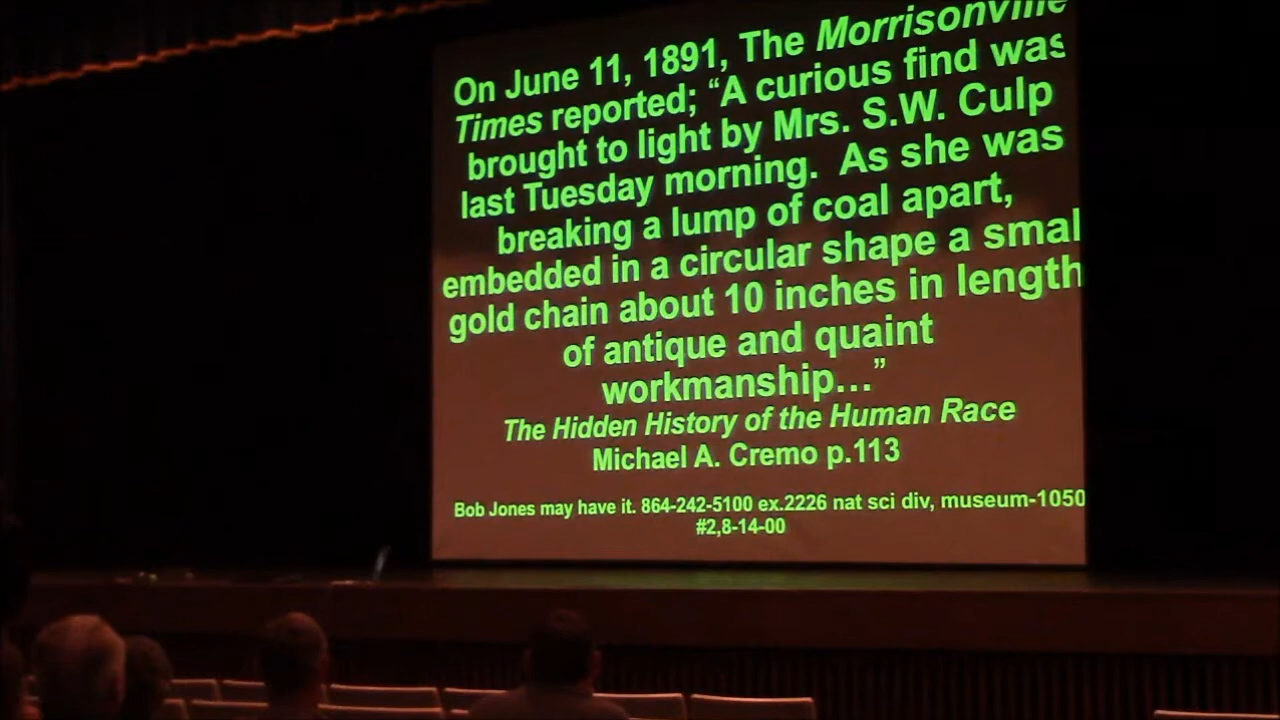 On June 11, 1891, The Morrisonville
Times reported; “A curious find was
brought to light by Mrs. S.W. Culp
last Tuesday morning.  As she was
breaking a lump of coal apart,
embedded in a circular shape a smal
gold chain about 10 inches in length
of antique and quaint
workmanship…”
The Hidden History of the Human Race
Michael A. Cremo p.113
Bob Jones may have it. 864-242-5100 ex.2226 nat sci div, museum-1050
#2,8-14-00